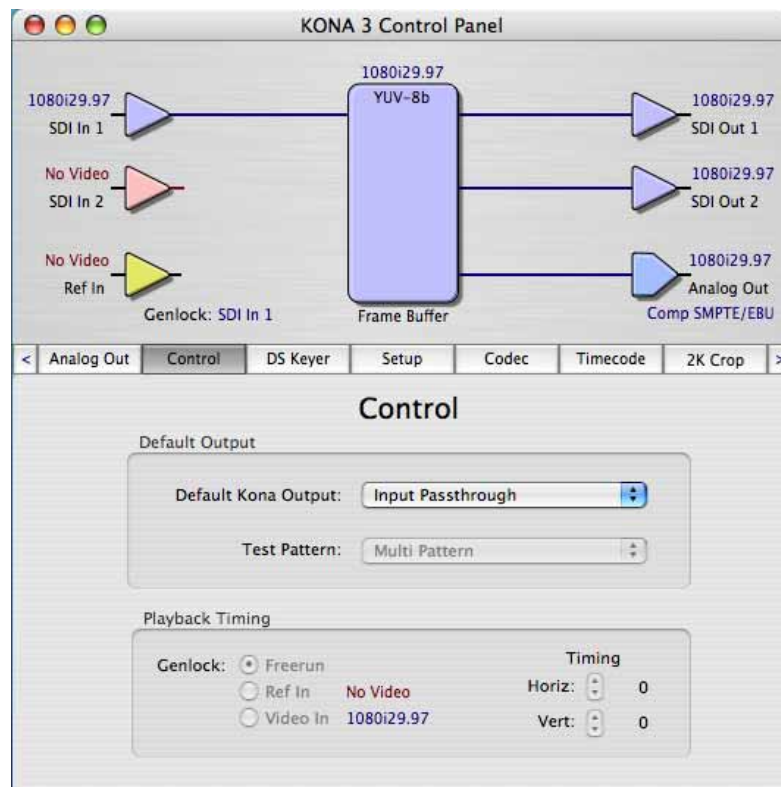 KONA 3 Control Panel
1080i29.97
YUV-8b
1080i29.97
SDI In 1
1080i29.97
SDI Out 1
No Video
SDI In 2
1080i29.97
SDI Out 2
No Video
Ref In
1080i29.97
Analog Out
Genlock: SDI In 1
Frame Buffer
Comp SMPTE/EBU
< Analog Out Control DS Keyer Setup Codec Timecode 2K Crop >
Control
Default Output
Default Kona Output: Input Passthrough
Test Pattern: Multi Pattern
Playback Timing
Genlock: Freerun
Ref In No Video
Video In 1080i29.97
Timing
Horiz: 0
Vert: 0